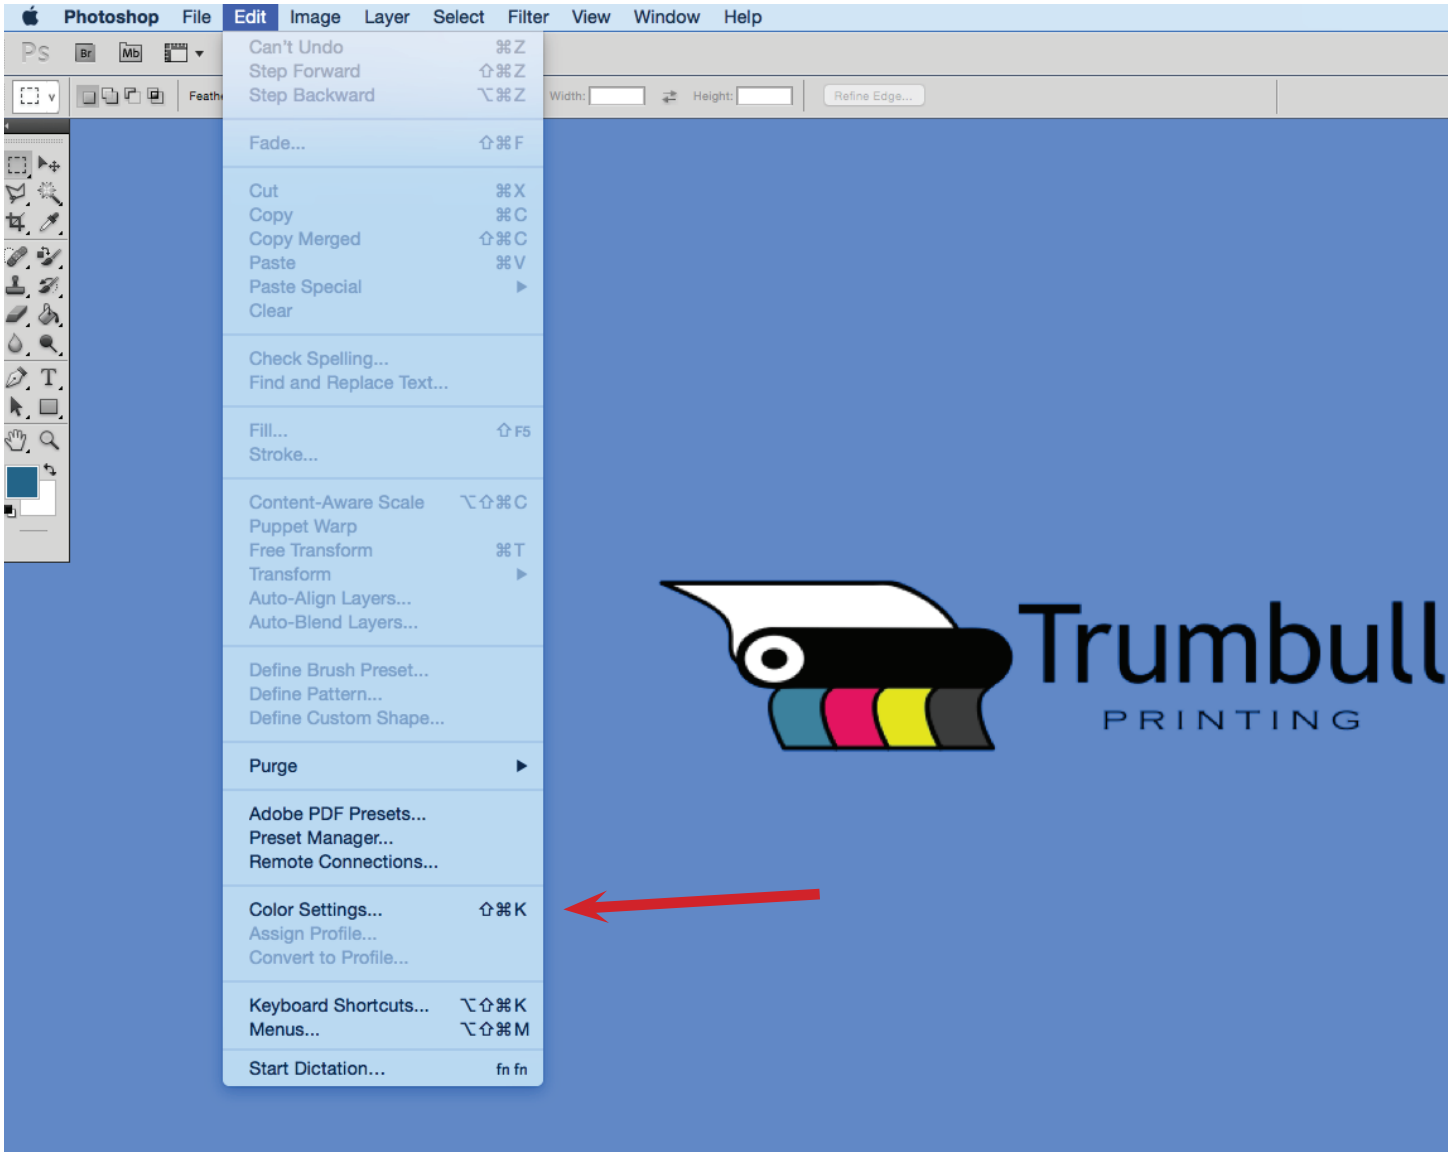 Photoshop File Edit Image Layer Select Filter View Window Help
Ps Br Mb
Feath
Width: Height: Refine Edge...
Can't Undo ⌘Z
Step Forward ⇧⌘Z
Step Backward ⌥⌘Z
Fade... ⇧⌘F
Cut ⌘X
Copy ⌘C
Copy Merged ⇧⌘C
Paste ⌘V
Paste Special ▶
Clear
Check Spelling...
Find and Replace Text...
Fill... ⇧F5
Stroke...
Content-Aware Scale ⌥⇧⌘C
Puppet Warp
Free Transform ⌘T
Transform ▶
Auto-Align Layers...
Auto-Blend Layers...
Define Brush Preset...
Define Pattern...
Define Custom Shape...
Purge ▶
Adobe PDF Presets...
Preset Manager...
Remote Connections...
Color Settings... ⇧⌘K
Assign Profile...
Convert to Profile...
Keyboard Shortcuts... ⌥⇧⌘K
Menus... ⌥⇧⌘M
Start Dictation... fn fn
T
Trumbull
PRINTING